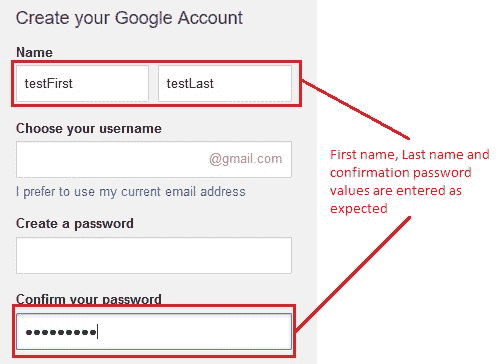 Create your Google Account
Name
testFirst testLast
Choose your username
@gmail.com
I prefer to use my current email address
Create a password
Confirm your password
●●●●●●●●●
First name, Last name and
confirmation password
values are entered as
expected